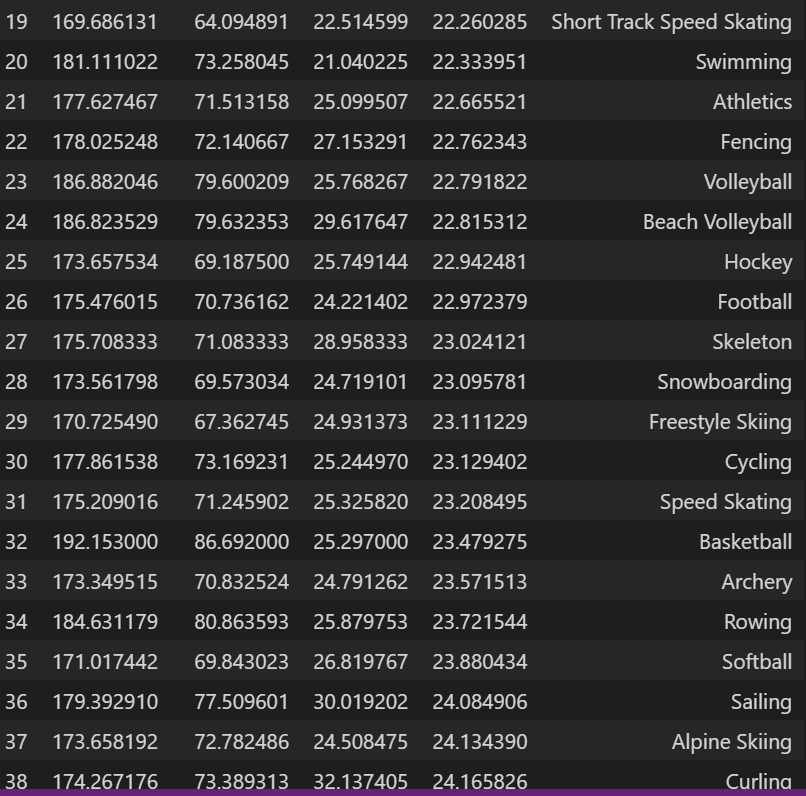 19 169.686131 64.094891 22.514599 22.260285 Short Track Speed Skating
20 181.111022 73.258045 21.040225 22.333951 Swimming
21 177.627467 71.513158 25.099507 22.665521 Athletics
22 178.025248 72.140667 27.153291 22.762343 Fencing
23 186.882046 79.600209 25.768267 22.791822 Volleyball
24 186.823529 79.632353 29.617647 22.815312 Beach Volleyball
25 173.657534 69.187500 25.749144 22.942481 Hockey
26 175.476015 70.736162 24.221402 22.972379 Football
27 175.708333 71.083333 28.958333 23.024121 Skeleton
28 173.561798 69.573034 24.719101 23.095781 Snowboarding
29 170.725490 67.362745 24.931373 23.111229 Freestyle Skiing
30 177.861538 73.169231 25.244970 23.129402 Cycling
31 175.209016 71.245902 25.325820 23.208495 Speed Skating
32 192.153000 86.692000 25.297000 23.479275 Basketball
33 173.349515 70.832524 24.791262 23.571513 Archery
34 184.631179 80.863593 25.879753 23.721544 Rowing
35 171.017442 69.843023 26.819767 23.880434 Softball
36 179.392910 77.509601 30.019202 24.084906 Sailing
37 173.658192 72.782486 24.508475 24.134390 Alpine Skiing
38 174.267176 73.389313 32.137405 24.165826 Curling